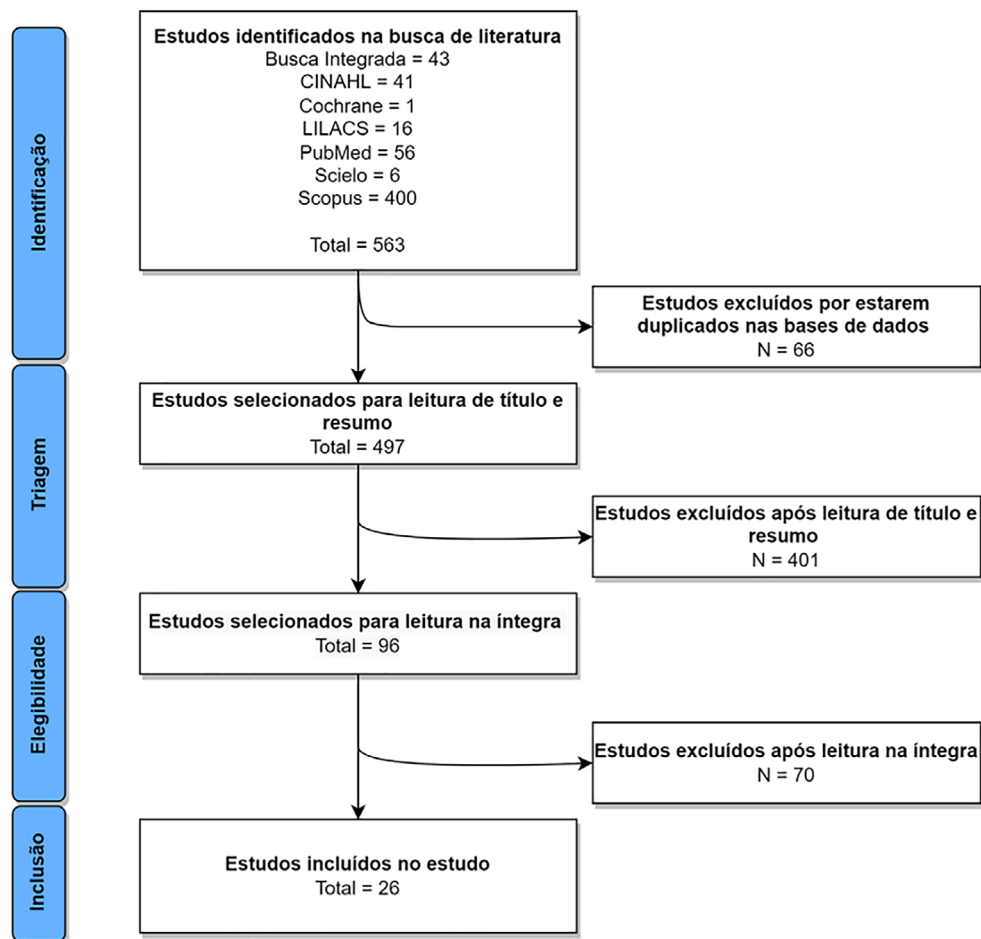 Identificação
Estudos identificados na busca de literatura
Busca Integrada = 43
CINAHL = 41
Cochrane = 1
LILACS = 16
PubMed = 56
Scielo = 6
Scopus = 400
Total = 563
Estudos excluídos por estarem
duplicados nas bases de dados
N = 66
Triagem
Estudos selecionados para leitura de título e
resumo
Total = 497
Estudos excluídos após leitura de título e
resumo
N = 401
Elegibilidade
Estudos selecionados para leitura na íntegra
Total = 96
Estudos excluídos após leitura na íntegra
N = 70
Inclusão
Estudos incluídos no estudo
Total = 26